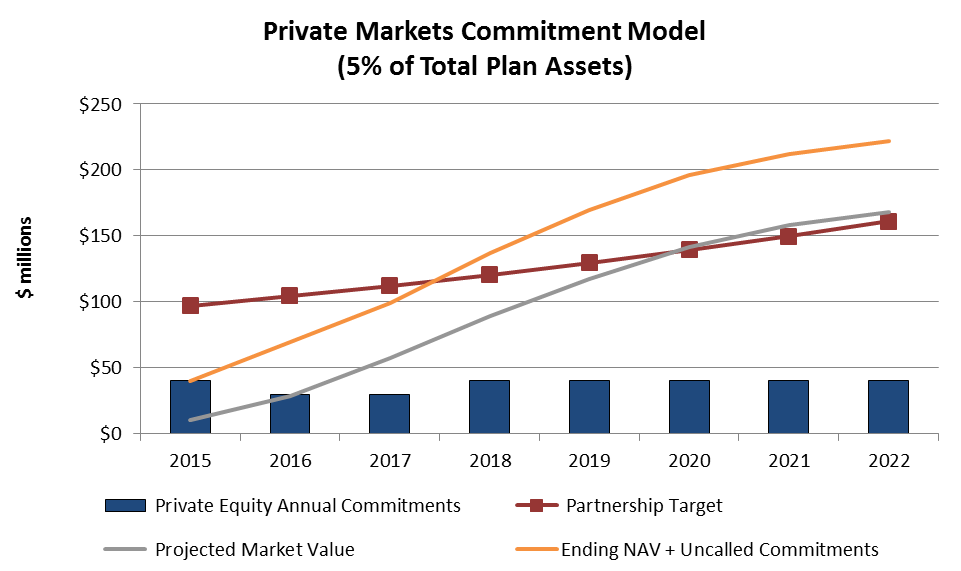 Private Markets Commitment Model
(5% of Total Plan Assets)
$250
$200
$150
$100
$50
$0
$ millions
2015 2016 2017 2018 2019 2020 2021 2022
Private Equity Annual Commitments
Partnership Target
Projected Market Value
Ending NAV + Uncalled Commitments